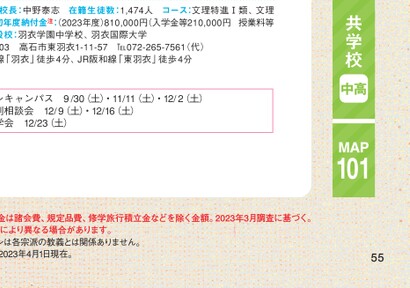 校長：中野泰志　在籍生徒数：1,474人　コース：文理特進Ⅰ類、文理
初年度納付金注：（2023年度）810,000円（入学金等210,000円　授業料等
設校：羽衣学園中学校、羽衣国際大学
03　高石市東羽衣1-11-57　℡072-265-7561（代）
線「羽衣」徒歩4分、JR阪和線「東羽衣」徒歩4分
ンキャンパス　9/30（土）・11/11（土）・12/2（土）
別相談会　12/9（土）・12/16（土）
学会　12/23（土）
共学校
中高
MAP
101
金は諸会費、規定品費、修学旅行積立金などを除く金額。2023年3月調査に基づく。
により異なる場合があります。
ンは各宗派の教義とは関係ありません。
2023年4月1日現在。
55